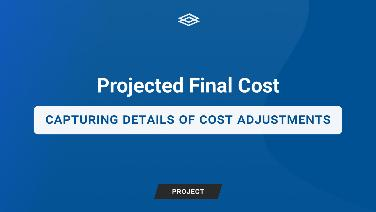 Projected Final Cost
CAPTURING DETAILS OF COST ADJUSTMENTS
PROJECT